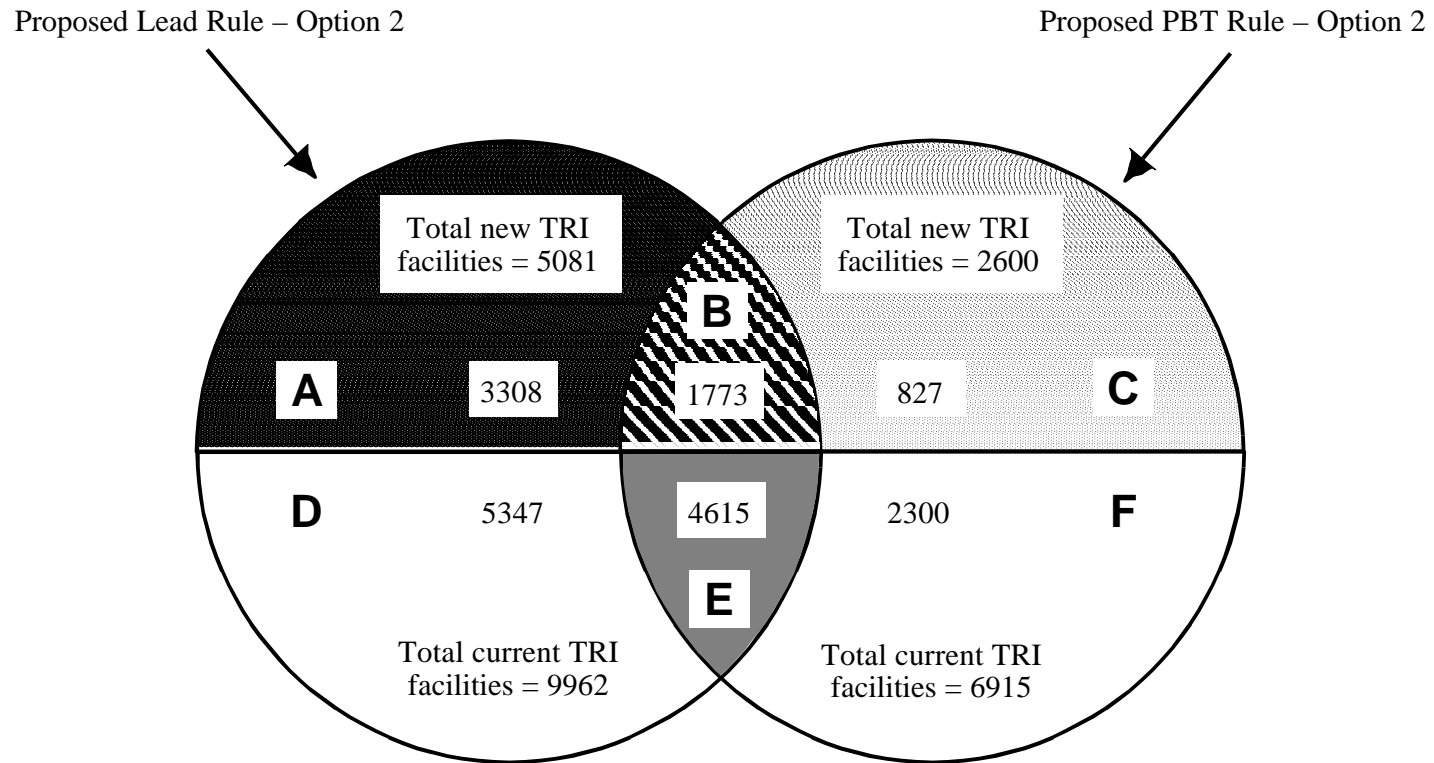 Proposed Lead Rule – Option 2
Proposed PBT Rule – Option 2
Total new TRI
facilities = 5081
Total new TRI
facilities = 2600
B
A
3308
1773
827
C
D
5347
4615
2300
F
E
Total current TRI
facilities = 9962
Total current TRI
facilities = 6915